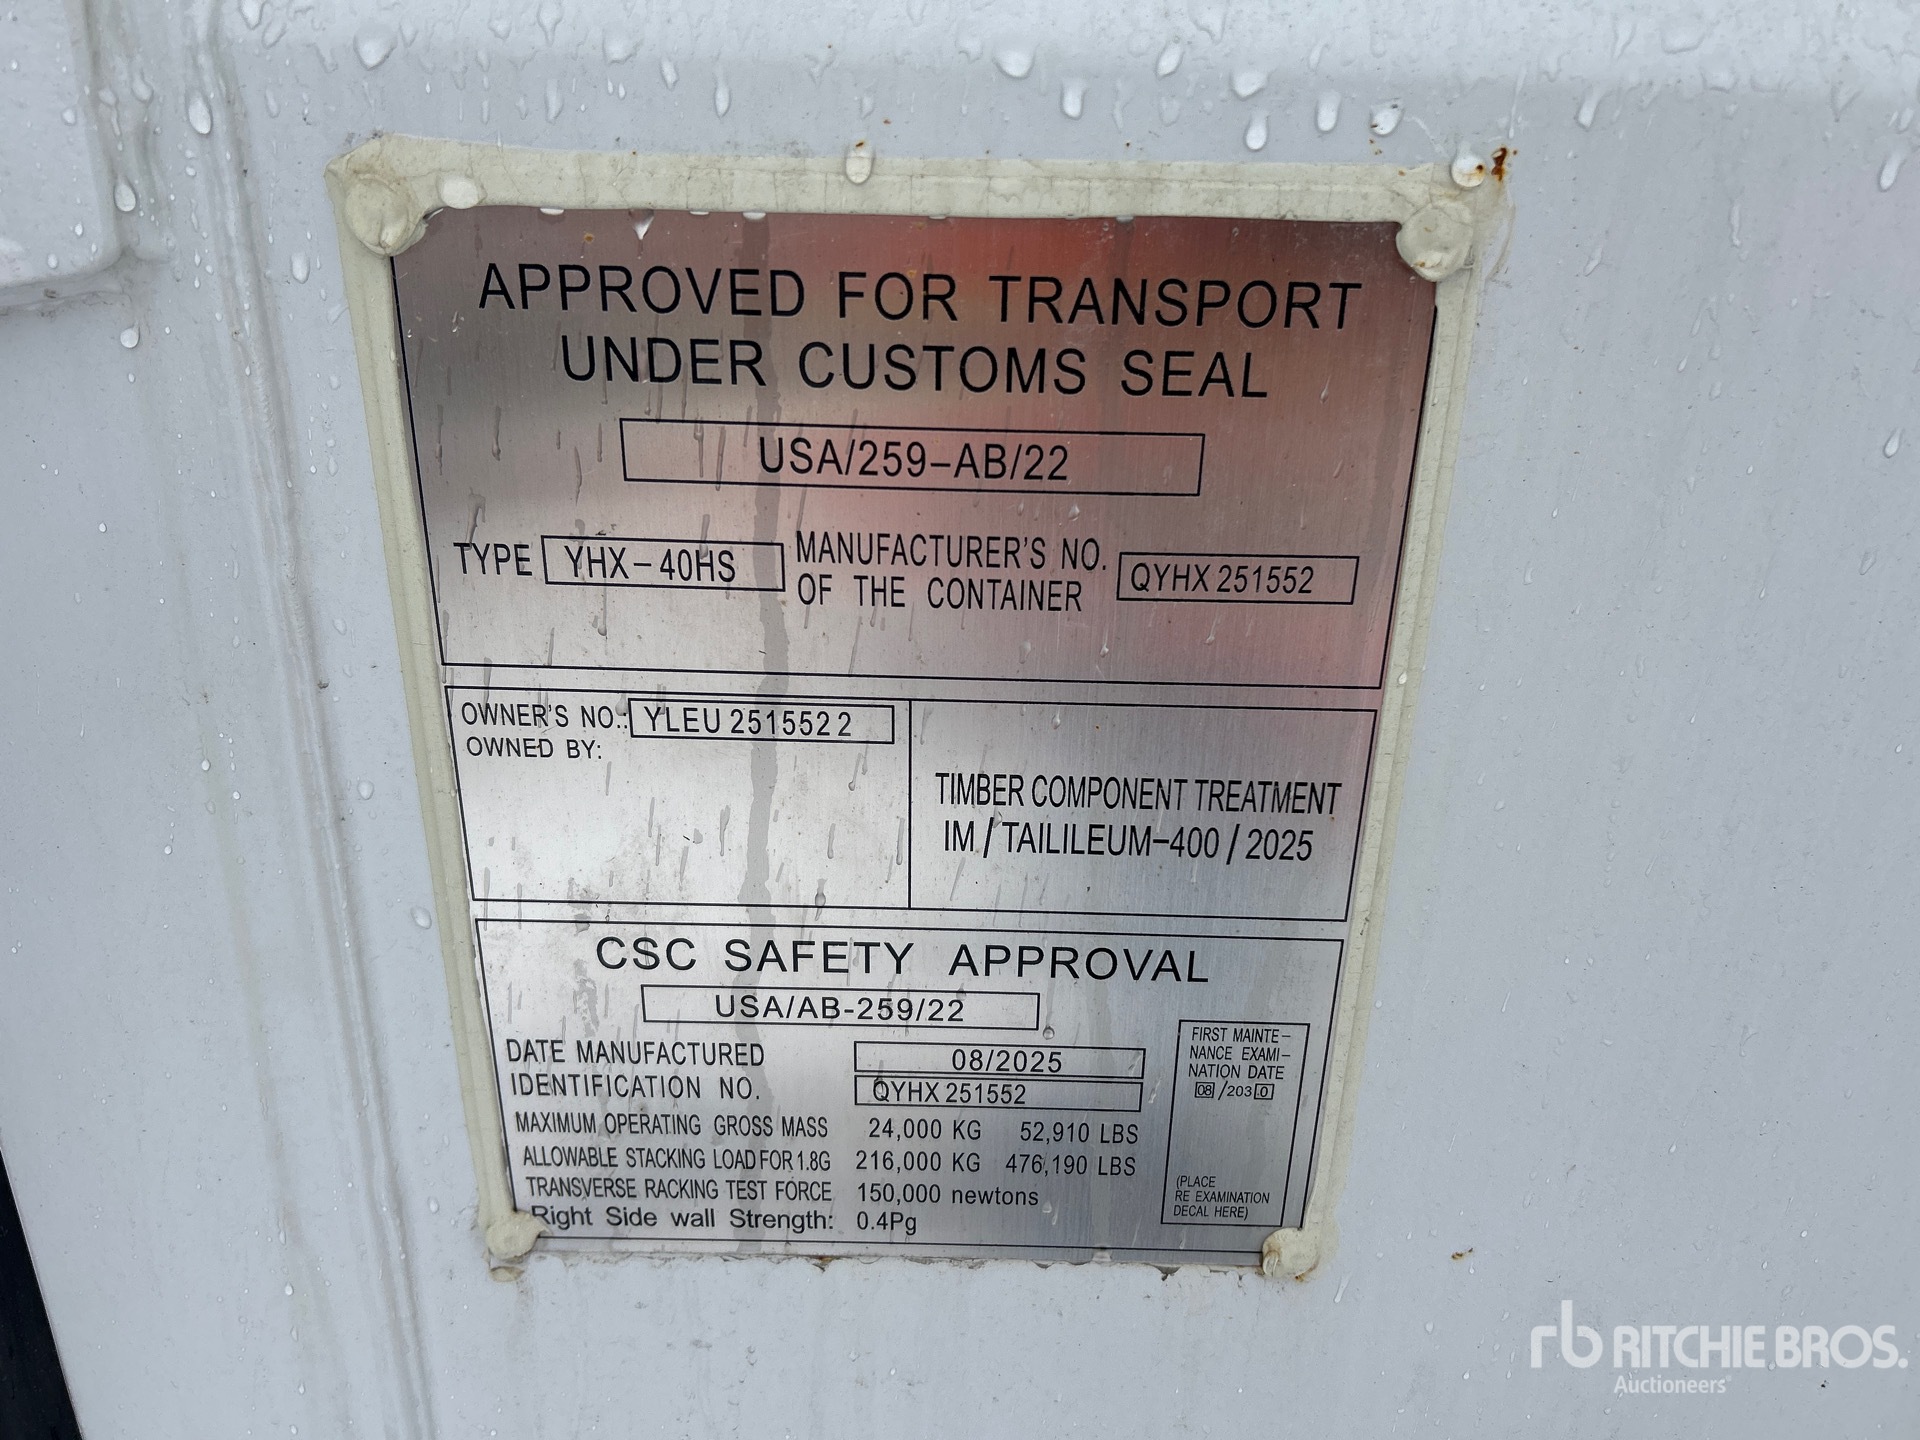 APPROVED FOR TRANSPORT
UNDER CUSTOMS SEAL
USA/259-AB/22
TYPE YHX-40HS MANUFACTURER'S NO. OF THE CONTAINER QYHX 251552
OWNER'S NO.: YLEU 251552 2
OWNED BY:
TIMBER COMPONENT TREATMENT
IM / TAILILEUM-400 / 2025
CSC SAFETY APPROVAL
USA/AB-259/22
DATE MANUFACTURED 08/2025
IDENTIFICATION NO. QYHX 251552
MAXIMUM OPERATING GROSS MASS 24,000 KG 52,910 LBS
ALLOWABLE STACKING LOAD FOR 1.8G 216,000 KG 476,190 LBS
TRANSVERSE RACKING TEST FORCE 150,000 newtons
Right Side wall Strength: 0.4Pg
FIRST MAINTE-
NANCE EXAMI-
NATION DATE
08/2030
(PLACE
RE EXAMINATION
DECAL HERE)
rb RITCHIE BROS.
Auctioneers